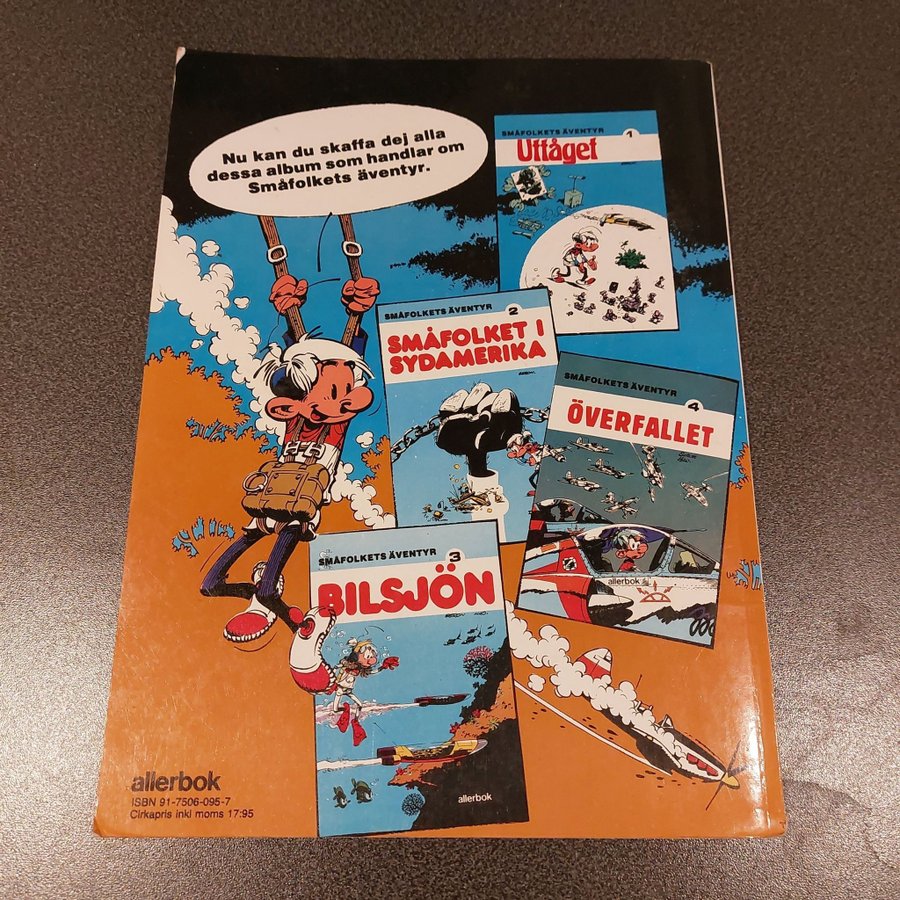 Nu kan du skaffa dej alla
dessa album som handlar om
Småfolkets äventyr.
SMÅFOLKETS ÄVENTYR
1
Uttåget
SMÅFOLKETS ÄVENTYR
2
SMÅFOLKET I
SYDAMERIKA
SMÅFOLKETS ÄVENTYR
4
ÖVERFALLET
allerbok
SMÅFOLKETS ÄVENTYR
3
BILSJÖN
allerbok
allerbok
ISBN 91-7506-095-7
Cirkapris inkl moms 17:95